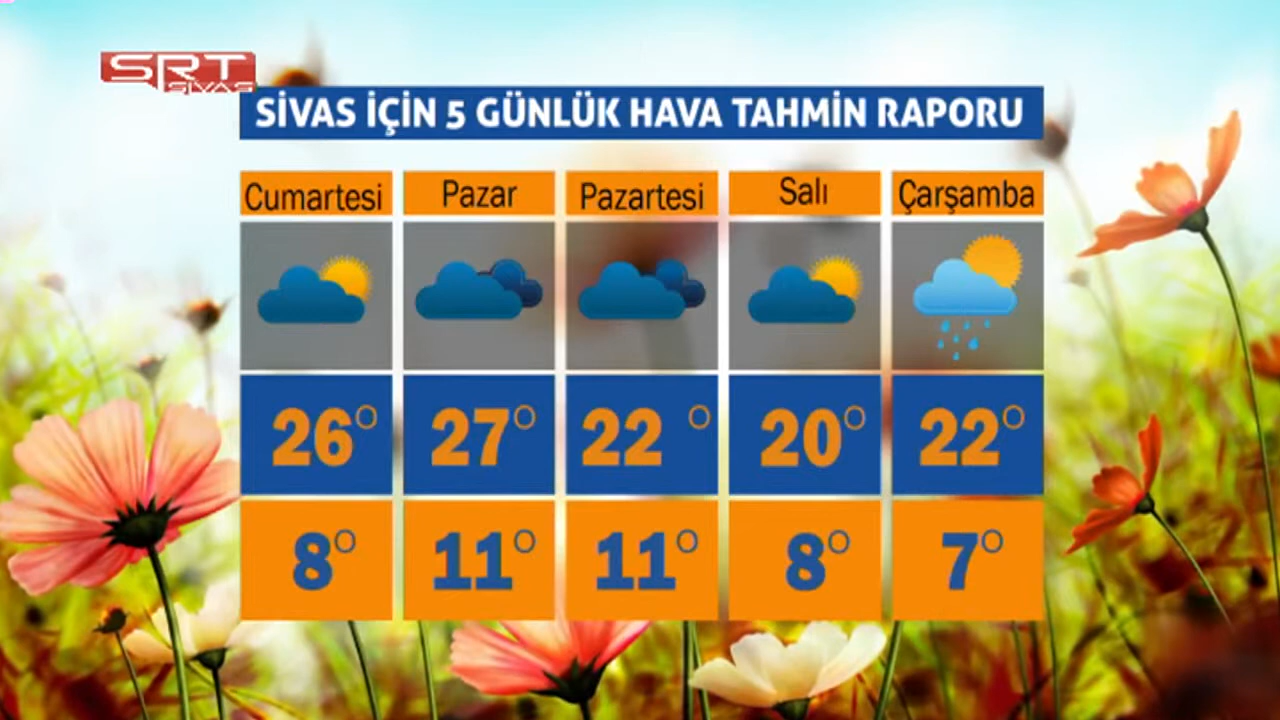 SRT
SİVAS
SİVAS İÇİN 5 GÜNLÜK HAVA TAHMİN RAPORU
Cumartesi Pazar Pazartesi Salı Çarşamba
26° 27° 22 ° 20° 22°
8° 11° 11° 8° 7°